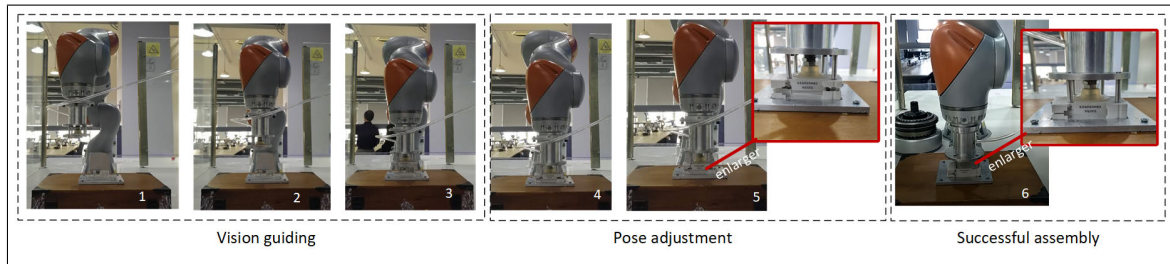 1
2
3
4
5
enlarger
6
enlarger
Vision guiding
Pose adjustment
Successful assembly